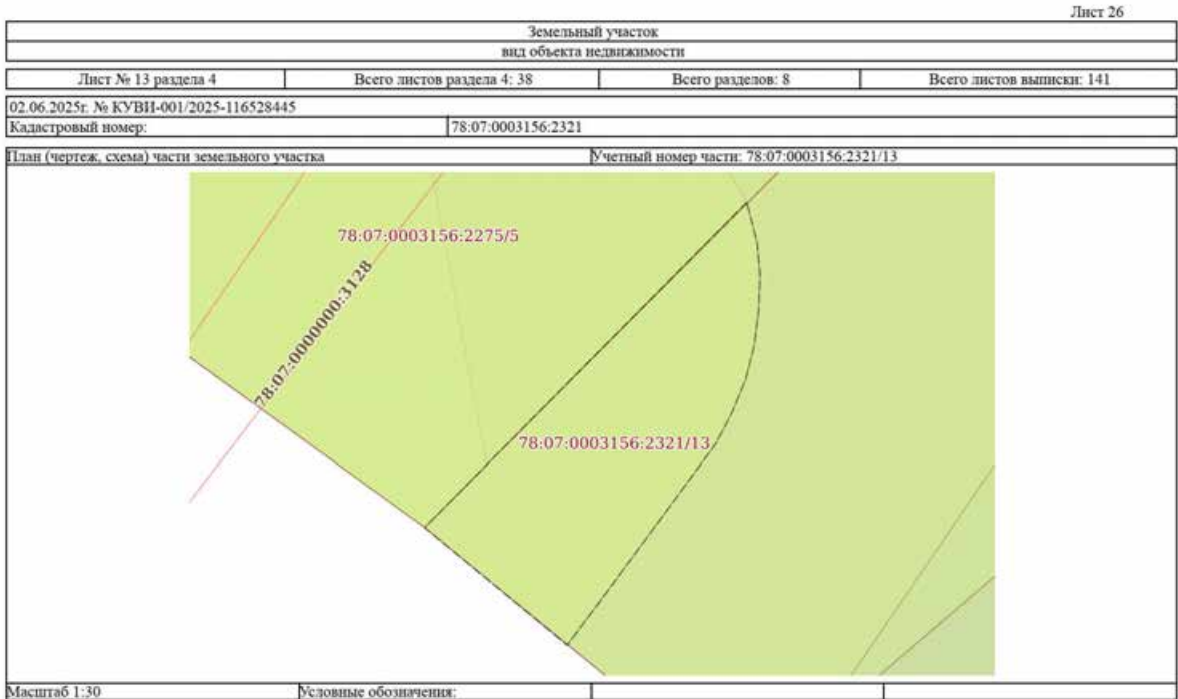 Лист 26
Земельный участок
вид объекта недвижимости
Лист № 13 раздела 4 Всего листов раздела 4: 38 Всего разделов: 8 Всего листов выписки: 141
02.06.2025г. № КУВИ-001/2025-116528445
Кадастровый номер: 78:07:0003156:2321
План (чертеж, схема) части земельного участка Учетный номер части: 78:07:0003156:2321/13
78:07:0003156:2275/5
78:07:0000000:3128
78:07:0003156:2321/13
Масштаб 1:30 Условные обозначения: